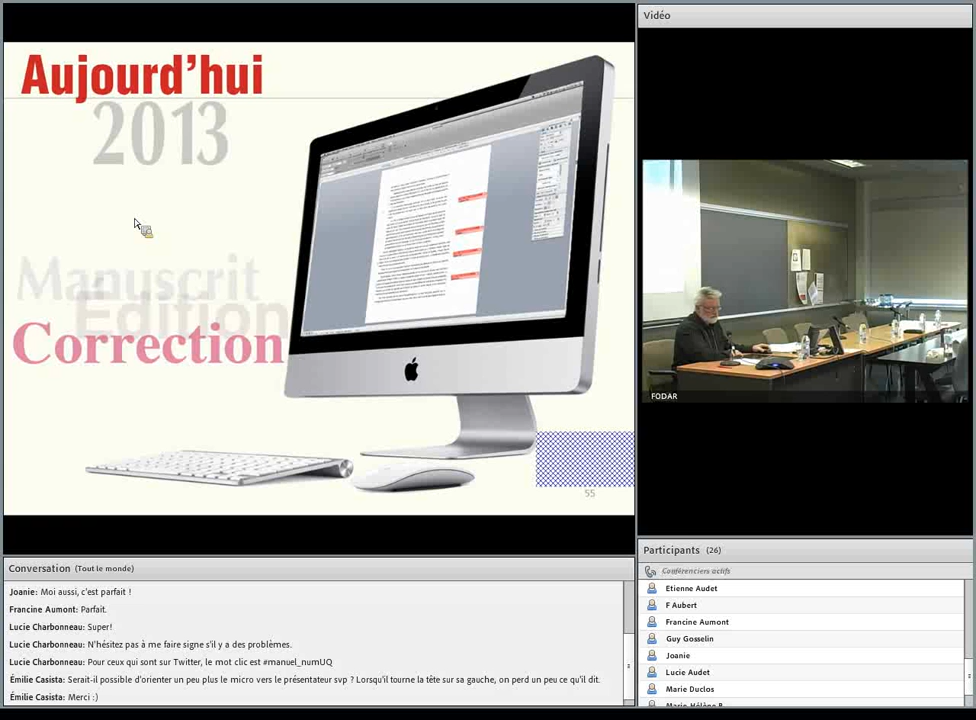 Aujourd'hui
2013
Manuscrit
Edition
Correction
55
Vidéo
FODAR
Participants (26)
Conférenciers actifs
Etienne Audet
F Aubert
Francine Aumont
Guy Gosselin
Joanie
Lucie Audet
Marie Duclos
Marie-Hélène B
Conversation (Tout le monde)
Joanie: Moi aussi, c'est parfait !
Francine Aumont: Parfait.
Lucie Charbonneau: Super!
Lucie Charbonneau: N'hésitez pas à me faire signe s'il y a des problèmes.
Lucie Charbonneau: Pour ceux qui sont sur Twitter, le mot clic est #manuel_numUQ
Émilie Casista: Serait-il possible d'orienter un peu plus le micro vers le présentateur svp ? Lorsqu'il tourne la tête sur sa gauche, on perd un peu ce qu'il dit.
Émilie Casista: Merci :)